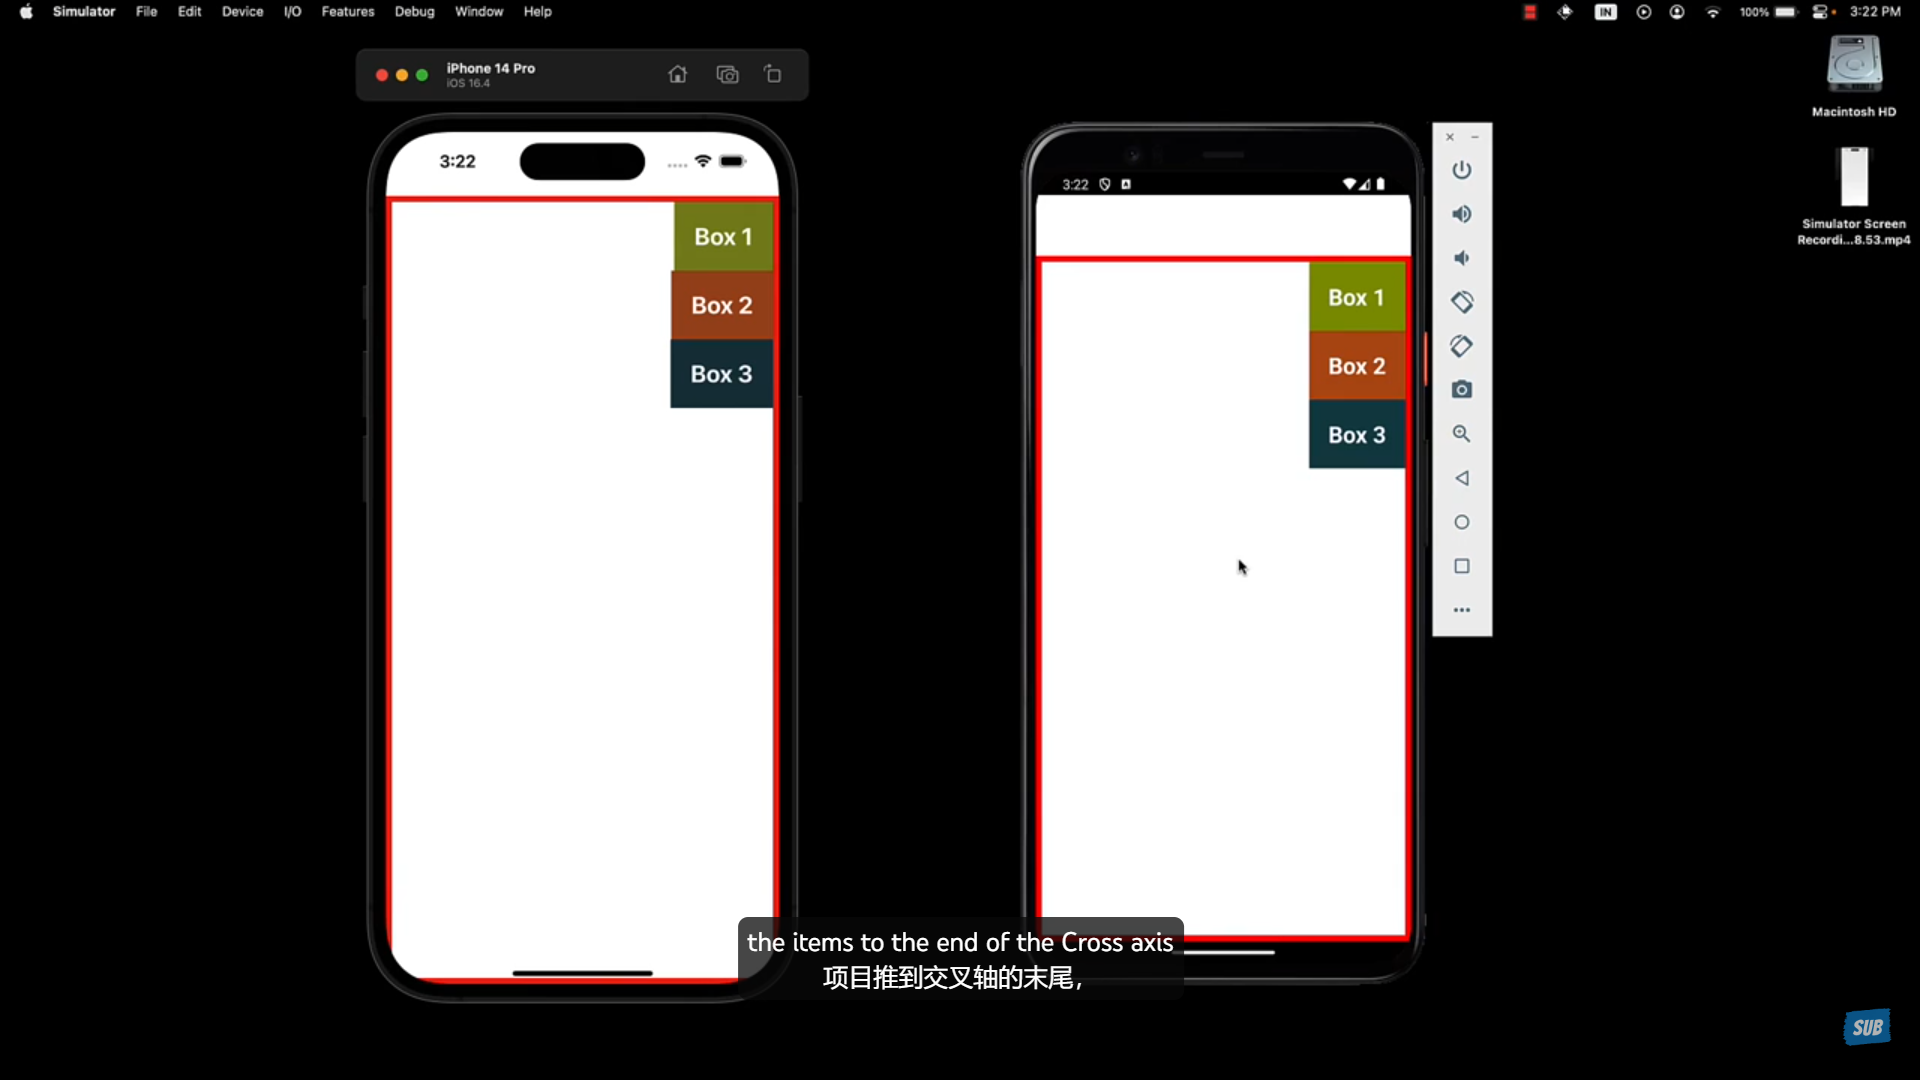 Simulator File Edit Device I/O Features Debug Window Help
IN 100% 3:22 PM
iPhone 14 Pro
iOS 16.4
Macintosh HD
Simulator Screen
Recordi...8.53.mp4
3:22
Box 1
Box 2
Box 3
3:22
Box 1
Box 2
Box 3
the items to the end of the Cross axis
项目推到交叉轴的末尾,
SUB